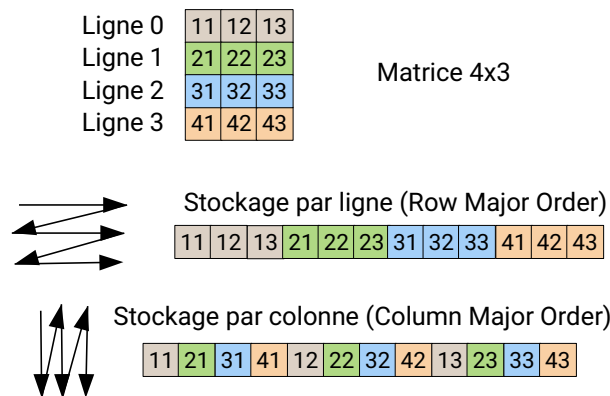 Ligne 0 11 12 13
Ligne 1 21 22 23
Ligne 2 31 32 33
Ligne 3 41 42 43
Matrice 4x3
Stockage par ligne (Row Major Order)
11 12 13 21 22 23 31 32 33 41 42 43
Stockage par colonne (Column Major Order)
11 21 31 41 12 22 32 42 13 23 33 43